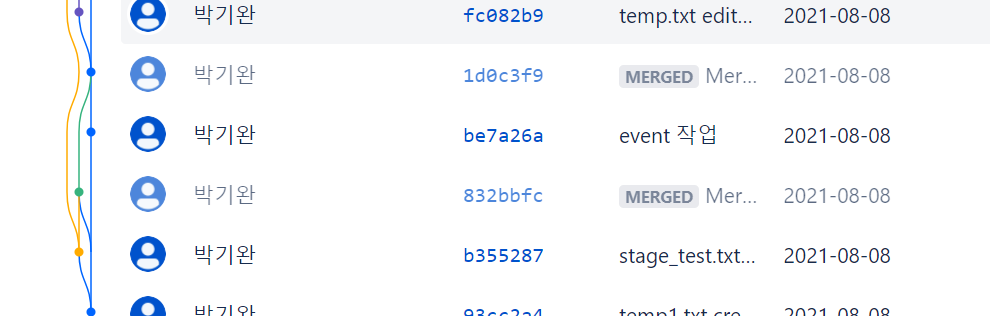 박기완 fc082b9 temp.txt edit... 2021-08-08
박기완 1d0c3f9 MERGED Mer... 2021-08-08
박기완 be7a26a event 작업 2021-08-08
박기완 832bbfc MERGED Mer... 2021-08-08
박기완 b355287 stage_test.txt... 2021-08-08
박기완 93cc2a4 temp1.txt cre... 2021-08-08